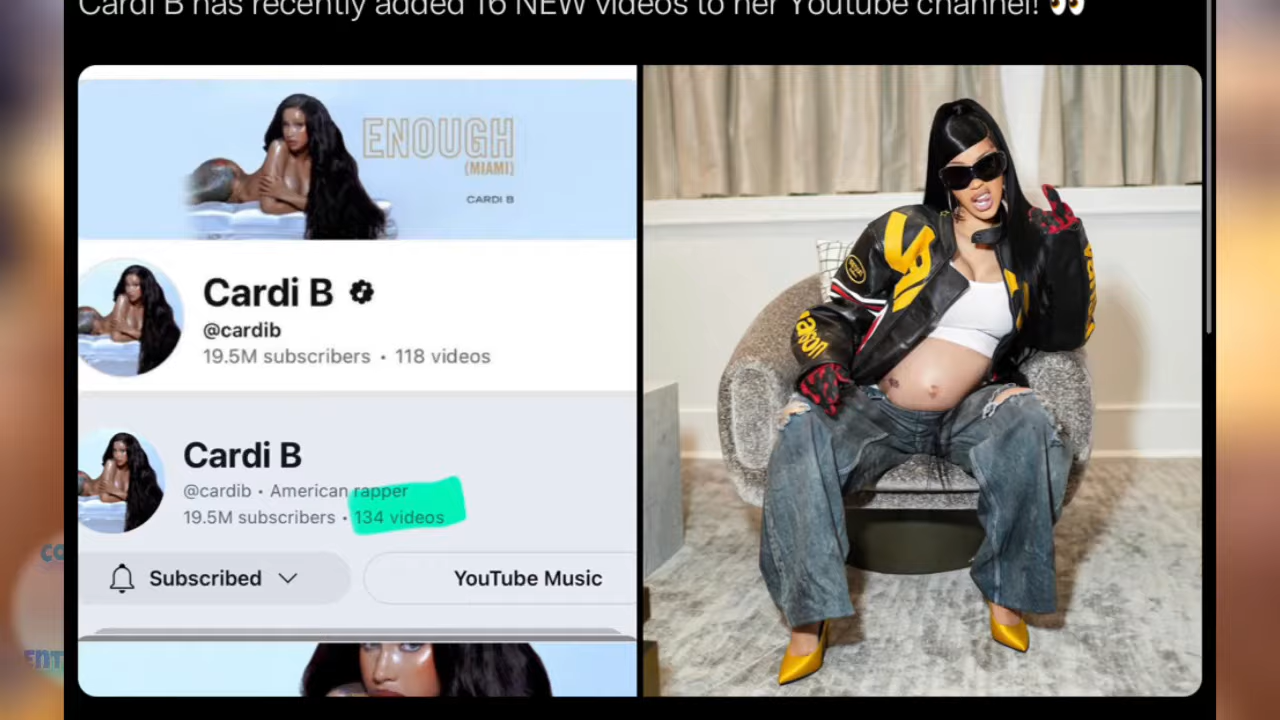 Cardi B has recently added 16 NEW videos to her Youtube channel! 👀
ENOUGH
(MIAMI)
CARDI B
Cardi B
@cardib
19.5M subscribers • 118 videos
Cardi B
@cardib • American rapper
19.5M subscribers • 134 videos
Subscribed
YouTube Music